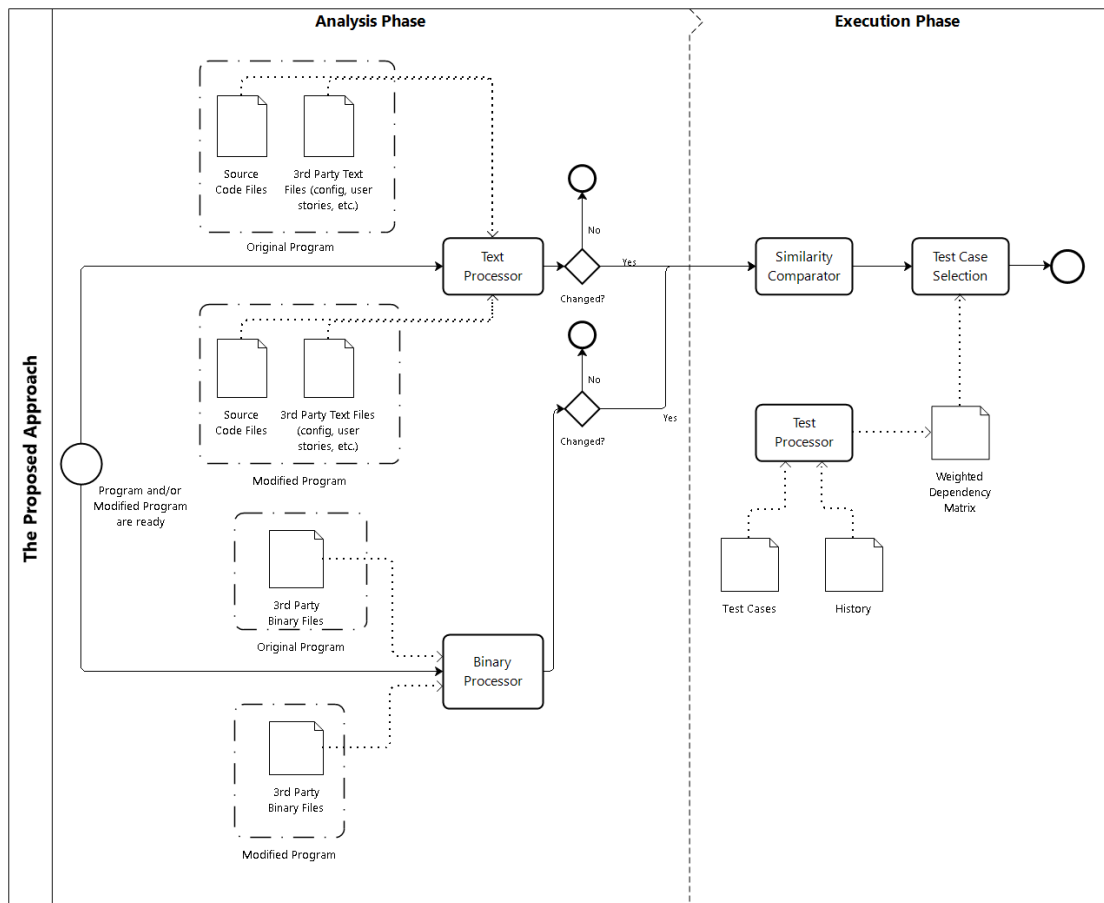 Analysis Phase
Execution Phase
The Proposed Approach
Source
Code Files
3rd Party Text
Files (config, user
stories, etc.)
Original Program
Text
Processor
No
Yes
Changed?
Similarity
Comparator
Test Case
Selection
Source
Code Files
3rd Party Text Files
(config, user
stories, etc.)
Modified Program
No
Yes
Changed?
Program and/or
Modified Program
are ready
Test
Processor
Weighted
Dependency
Matrix
Test Cases
History
3rd Party
Binary Files
Original Program
Binary
Processor
3rd Party
Binary Files
Modified Program